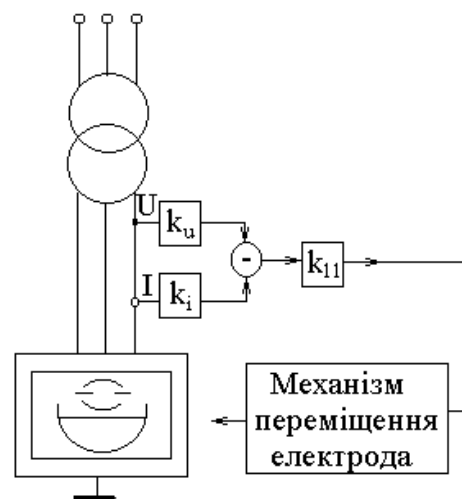 U
k_u
-
k_11
I
k_i
Механізм
переміщення
електрода